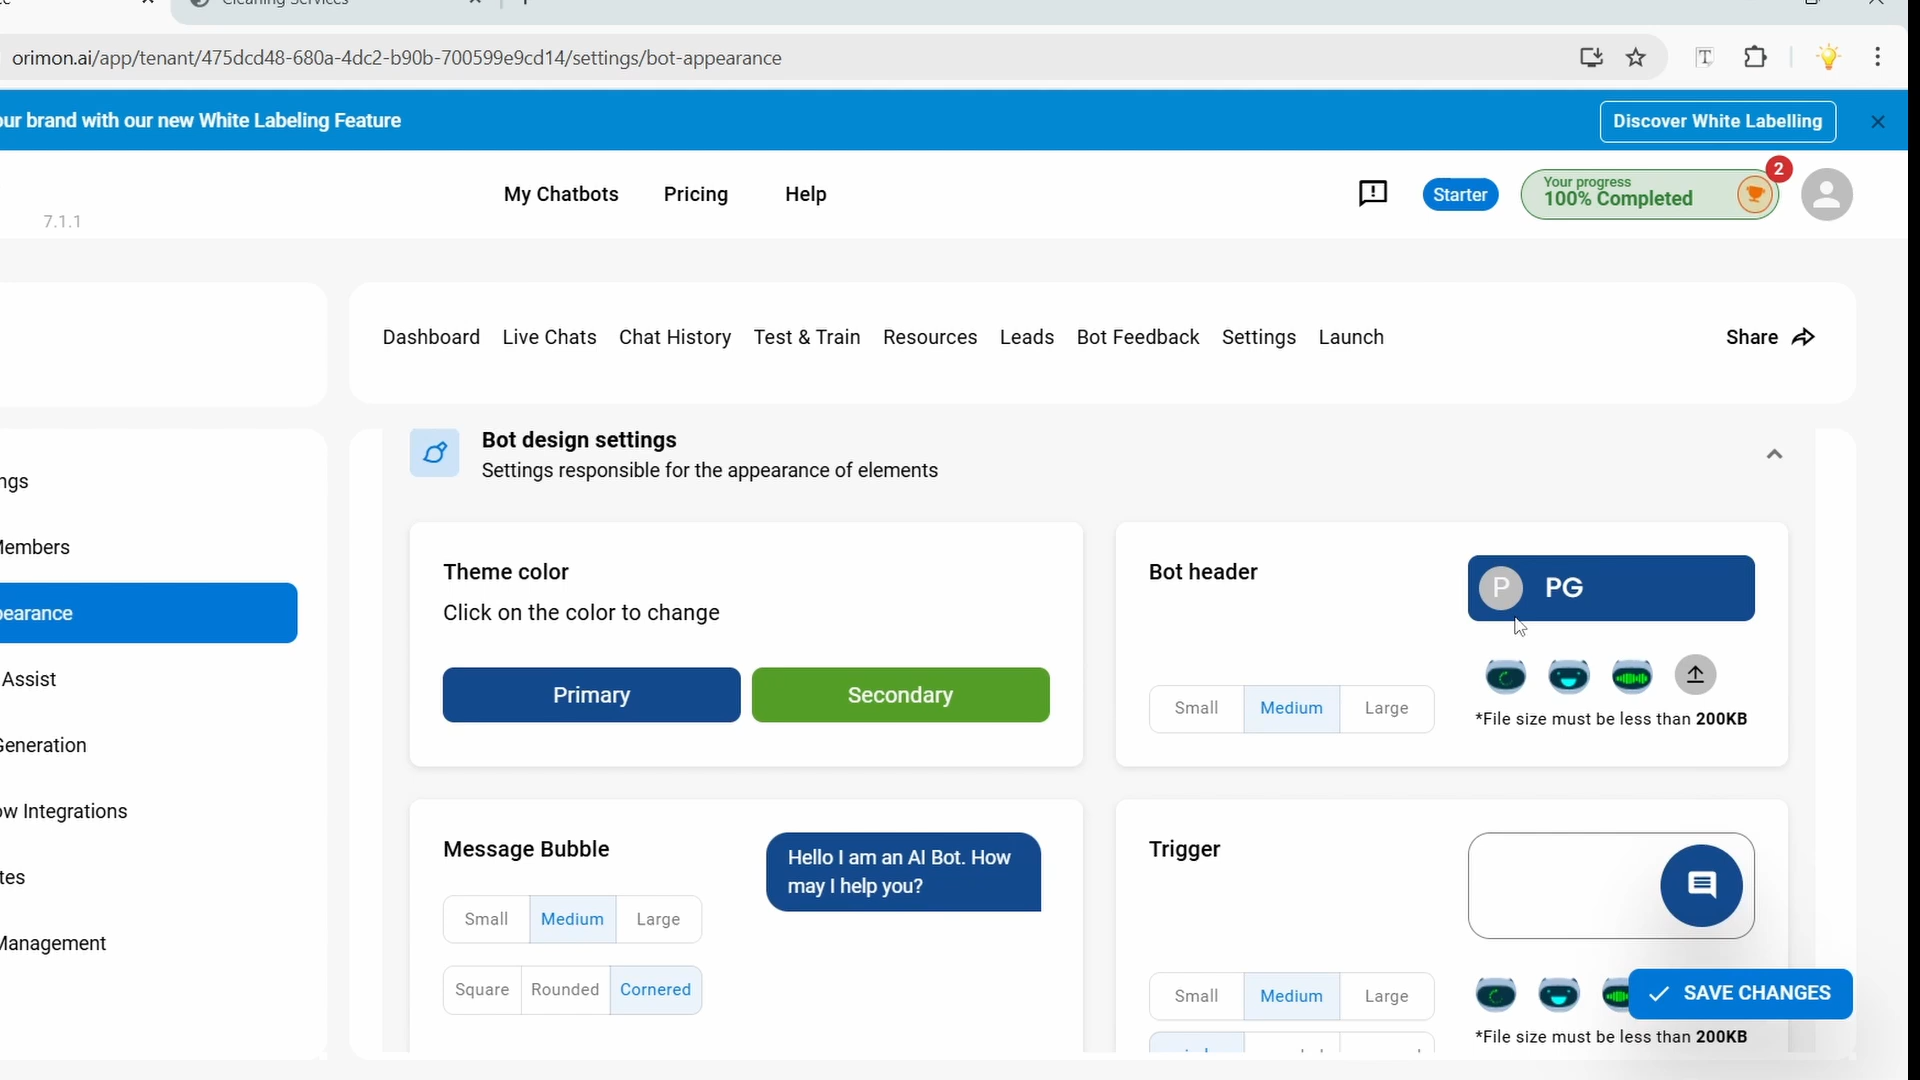 Cleaning Services
orimon.ai/app/tenant/475dcd48-680a-4dc2-b90b-700599e9cd14/settings/bot-appearance
our brand with our new White Labeling Feature
Discover White Labelling
7.1.1
My Chatbots
Pricing
Help
Starter
Your progress
100% Completed
2
Dashboard
Live Chats
Chat History
Test & Train
Resources
Leads
Bot Feedback
Settings
Launch
Share
ngs
Members
pearance
Assist
Generation
ow Integrations
tes
Management
Bot design settings
Settings responsible for the appearance of elements
Theme color
Click on the color to change
Primary
Secondary
Bot header
P
PG
Small
Medium
Large
*File size must be less than 200KB
Message Bubble
Small
Medium
Large
Square
Rounded
Cornered
Hello I am an AI Bot. How
may I help you?
Trigger
Small
Medium
Large
SAVE CHANGES
*File size must be less than 200KB